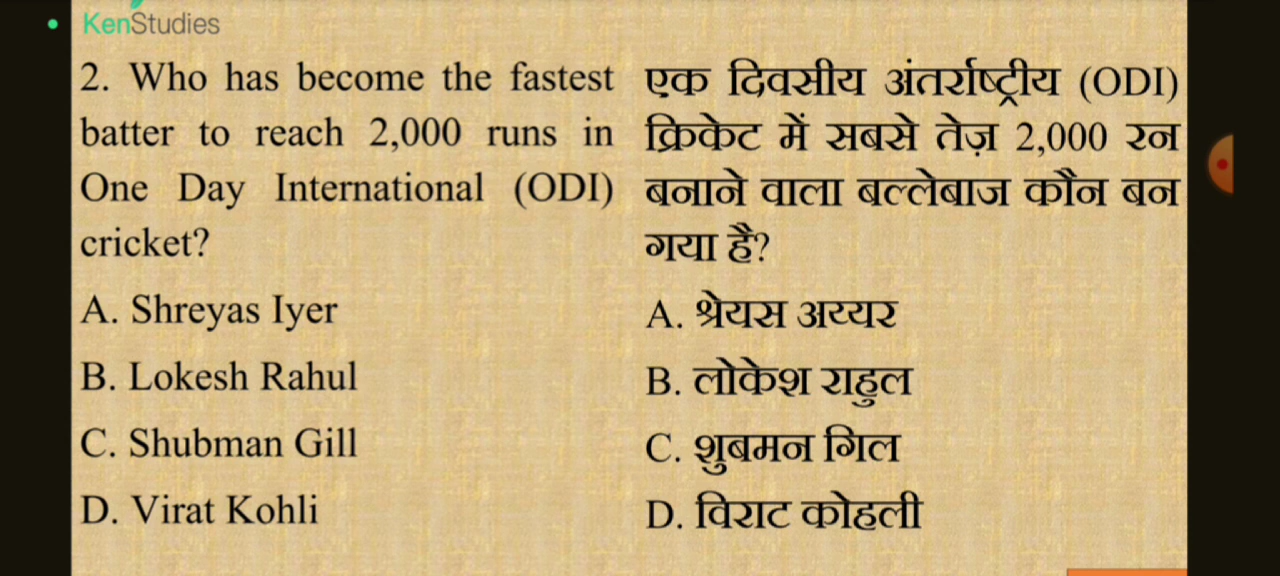 KenStudies
2. Who has become the fastest
batter to reach 2,000 runs in
One Day International (ODI)
cricket?
A. Shreyas Iyer
B. Lokesh Rahul
C. Shubman Gill
D. Virat Kohli
एक दिवसीय अंतर्राष्ट्रीय (ODI)
क्रिकेट में सबसे तेज़ 2,000 रन
बनाने वाला बल्लेबाज कौन बन
गया है?
A. श्रेयस अय्यर
B. लोकेश राहुल
C. शुबमन गिल
D. विराट कोहली